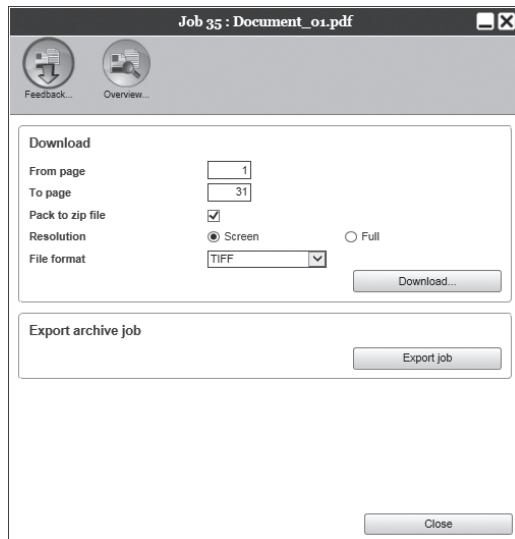 Job 35 : Document_01.pdf
Feedback... Overview...
Download
From page 1
To page 31
Pack to zip file
Resolution Screen Full
File format TIFF
Download...
Export archive job
Export job
Close